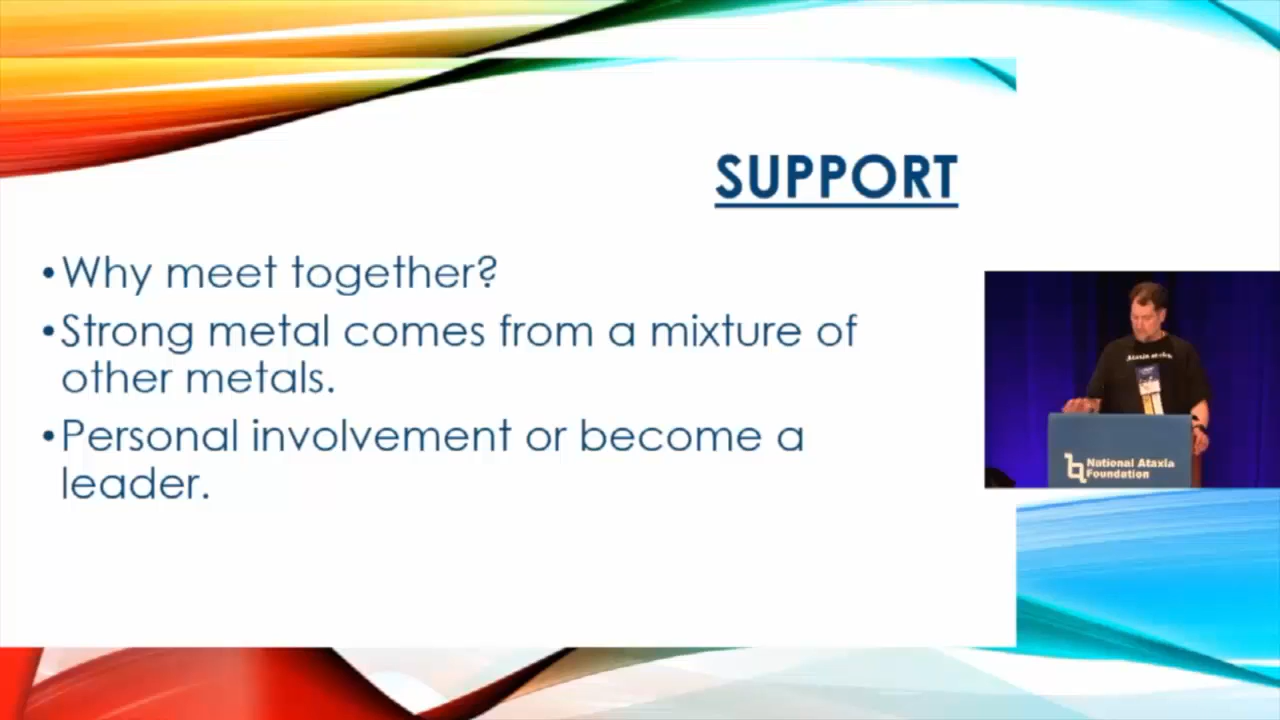 SUPPORT
•Why meet together?
•Strong metal comes from a mixture of
other metals.
•Personal involvement or become a
leader.
National Ataxia
Foundation